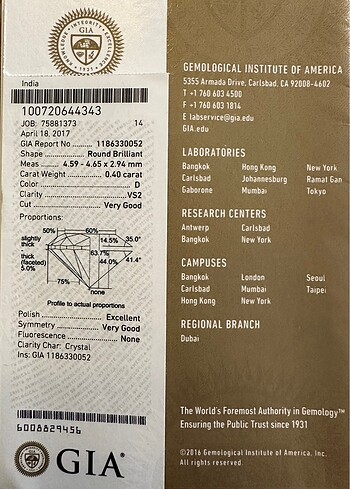 KNOWLEDGE • INTEGRITY • EXCELLENCE
GIA
1931
India
100720644343
JOB: 75881373 14
April 18, 2017
GIA Report No 1186330052
Shape Round Brilliant
Meas 4.59 - 4.65 x 2.94 mm
Carat Weight 0.40 carat
Color D
Clarity VS2
Cut Very Good
Proportions:
50% 60%
slightly thick 14.5% 35.0°
63.7%
thick (faceted) 5.0% 44.0% 41.4°
75%
none
Profile to actual proportions
Polish Excellent
Symmetry Very Good
Fluorescence None
Clarity Char: Crystal
Ins: GIA 1186330052
6008829456
GIA®
GEMOLOGICAL INSTITUTE OF AMERICA
5355 Armada Drive, Carlsbad, CA 92008-4602
T +1 760 603 4500
F +1 760 603 1814
E labservice@gia.edu
GIA.edu
LABORATORIES
Bangkok Hong Kong New York
Carlsbad Johannesburg Ramat Gan
Gaborone Mumbai Tokyo
RESEARCH CENTERS
Antwerp Carlsbad
Bangkok New York
CAMPUSES
Bangkok London Seoul
Carlsbad Mumbai Taipei
Hong Kong New York
REGIONAL BRANCH
Dubai
The World's Foremost Authority in Gemology™
Ensuring the Public Trust since 1931
©2016 Gemological Institute of America, Inc.
All rights reserved.